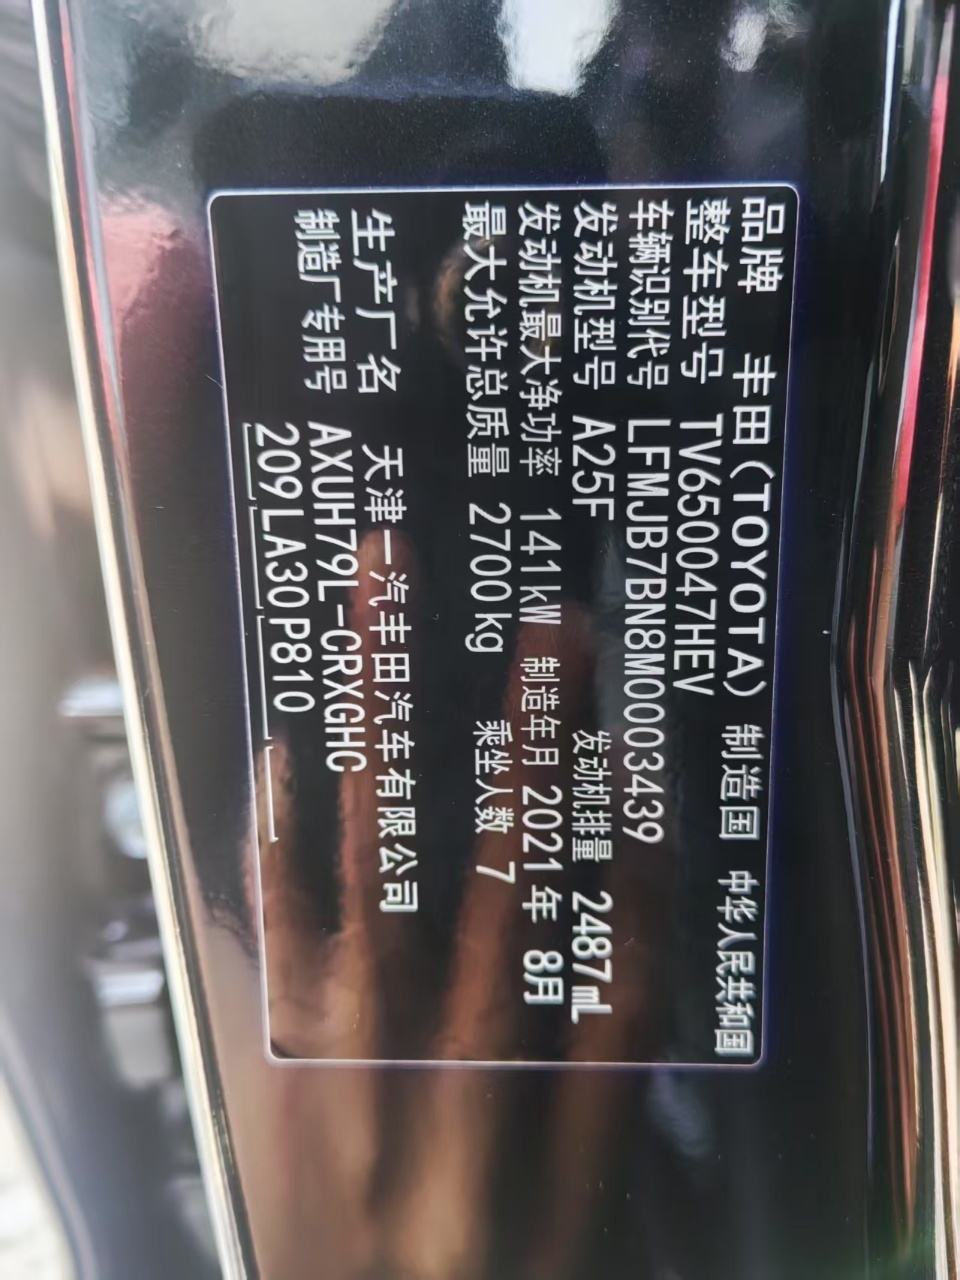 品牌 丰田(TOYOTA) 制造国 中华人民共和国
整车型号 TV65047HEV
车辆识别代号 LFMJB7BN8M0003439
发动机型号 A25F 发动机排量 2487mL
发动机最大净功率 141kW 制造年月 2021年 8月
最大允许总质量 2700kg 乘坐人数 7
生产厂名 天津一汽丰田汽车有限公司
制造厂专用号 AXUH79L-CRXGHC
209LA30P810